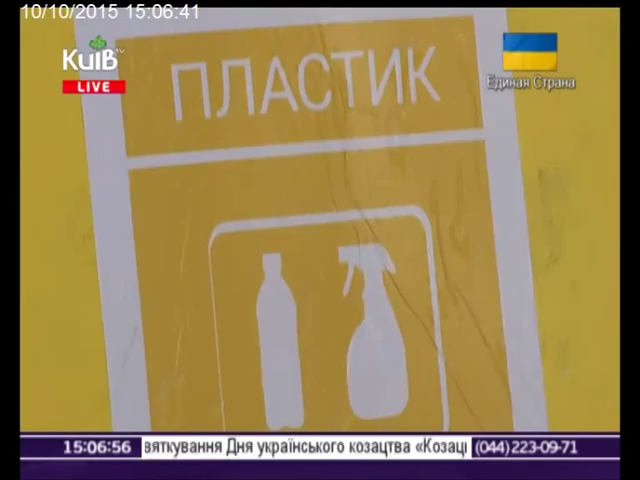 10/10/2015 15:06:41
КиїВ tv
LIVE
Единая Страна
ПЛАСТИК
15:06:56
вяткування Дня українського козацтва «Козаці
(044)223-09-71